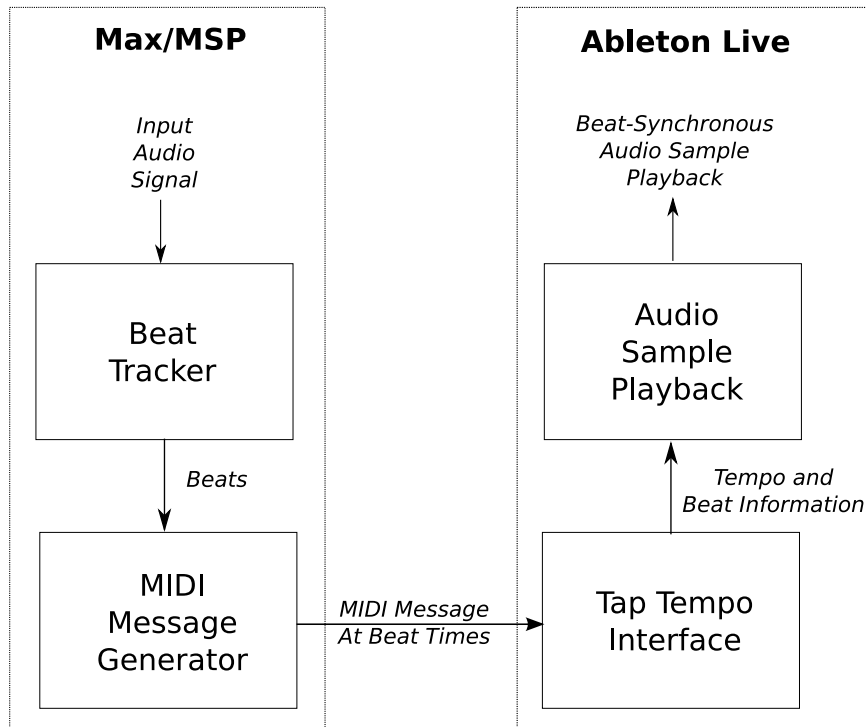 Max/MSP
Input
Audio
Signal
Beat
Tracker
Beats
MIDI
Message
Generator
MIDI Message
At Beat Times
Ableton Live
Beat-Synchronous
Audio Sample
Playback
Audio
Sample
Playback
Tempo and
Beat Information
Tap Tempo
Interface